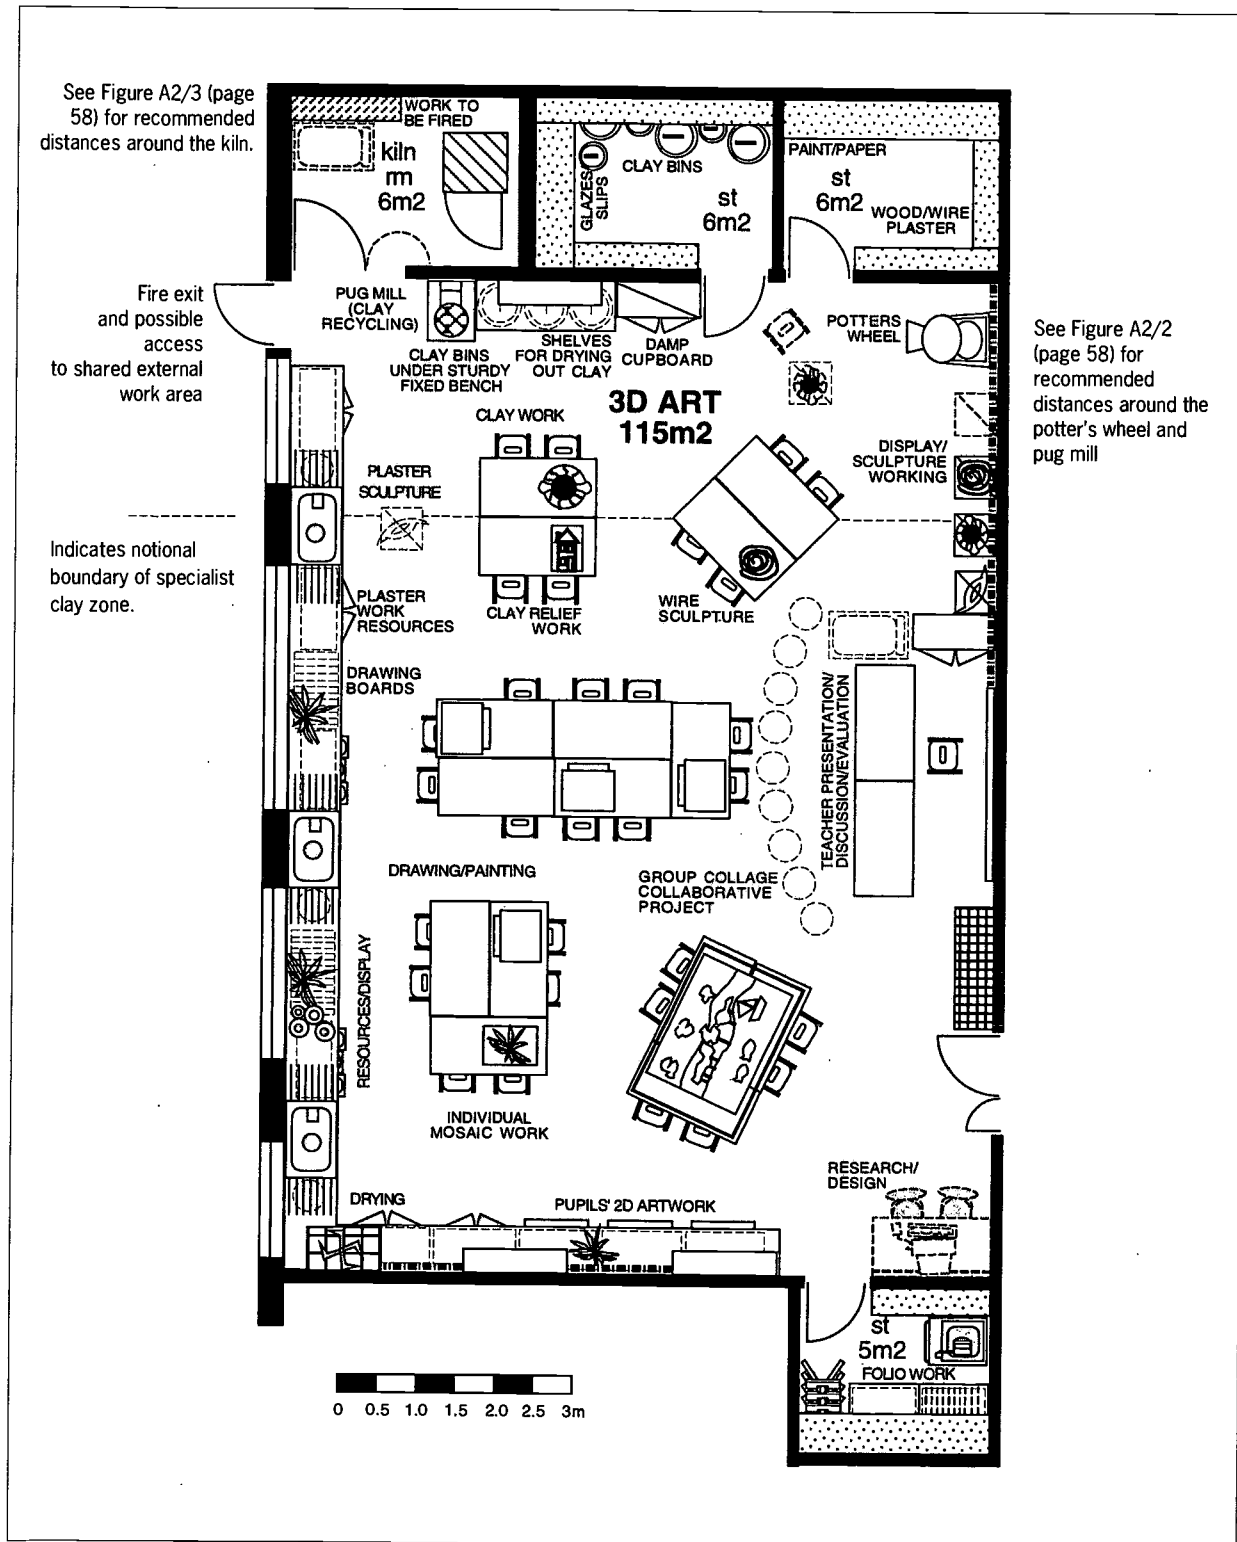 See Figure A2/3 (page
58) for recommended
distances around the kiln.
WORK TO
BE FIRED
kiln
rm
6m2
GLAZES/
SLIPS
CLAY BINS
st
6m2
PAINT/PAPER
st
6m2
WOOD/WIRE
PLASTER
Fire exit
and possible
access
to shared external
work area
PUG MILL
(CLAY
RECYCLING)
CLAY BINS
UNDER STURDY
FIXED BENCH
SHELVES
FOR DRYING
OUT CLAY
DAMP
CUPBOARD
POTTERS
WHEEL
See Figure A2/2
(page 58) for
recommended
distances around the
potter's wheel and
pug mill
3D ART
115m2
CLAY WORK
PLASTER
SCULPTURE
DISPLAY/
SCULPTURE
WORKING
Indicates notional
boundary of specialist
clay zone.
PLASTER
WORK
RESOURCES
CLAY RELIEF
WORK
WIRE
SCULPTURE
DRAWING
BOARDS
TEACHER PRESENTATION/
DISCUSSION/EVALUATION
DRAWING/PAINTING
GROUP COLLAGE
COLLABORATIVE
PROJECT
RESOURCES/DISPLAY
INDIVIDUAL
MOSAIC WORK
RESEARCH/
DESIGN
DRYING
PUPILS' 2D ARTWORK
st
5m2
FOLIO WORK
0 0.5 1.0 1.5 2.0 2.5 3m